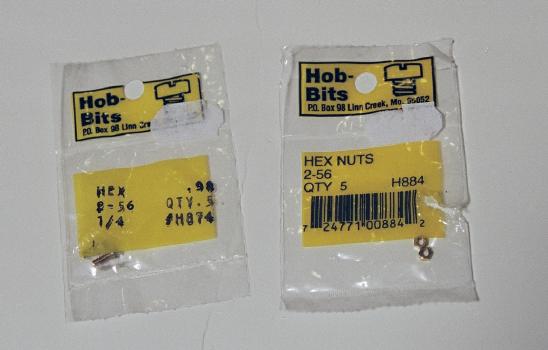 Hob-
Bits
P.O. Box 98 Linn
HEX .98
2-56 QTY.5
1/4 #H874
Hob-
Bits
P.O. Box 98 Linn Creek, Mo. 65052
HEX NUTS
2-56
QTY 5 H884
7 24771 00884 2